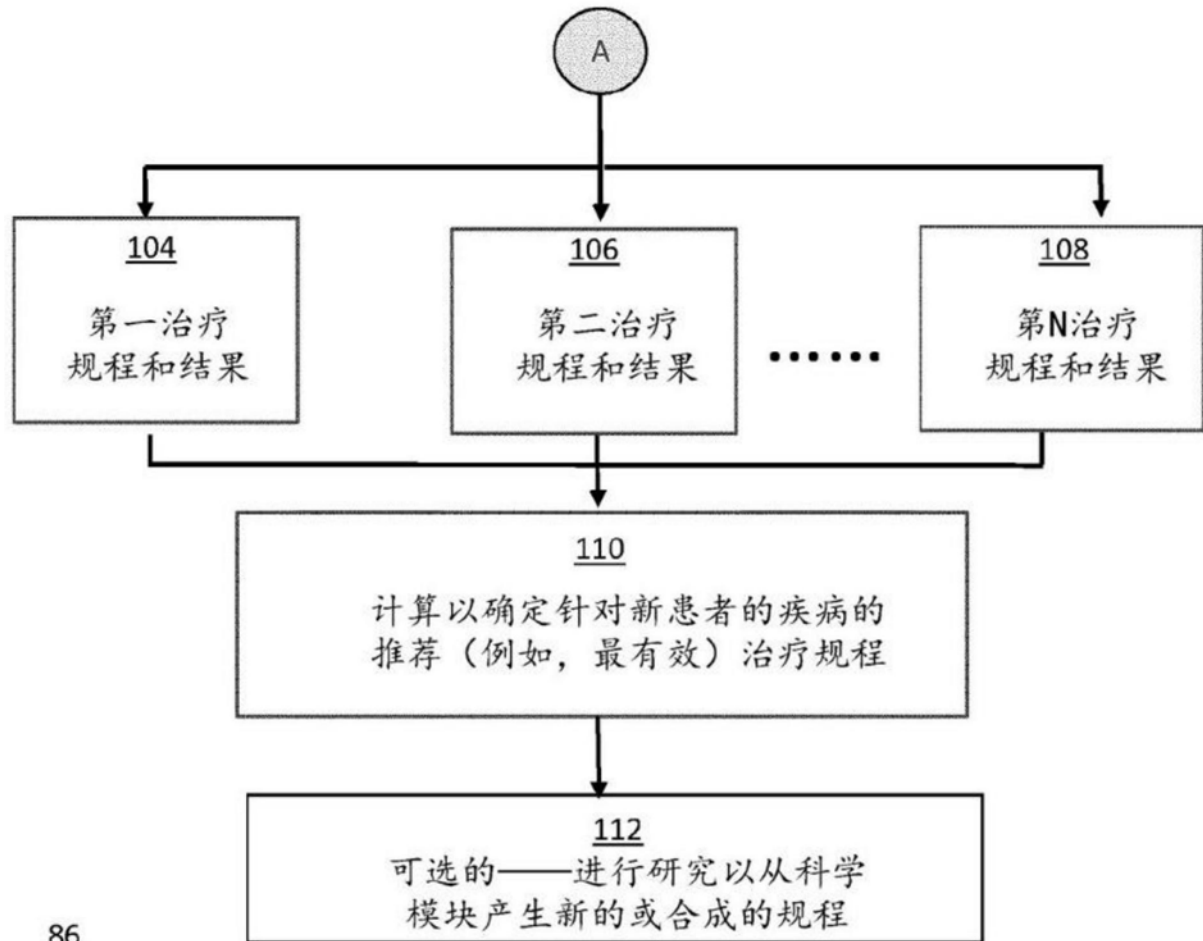 A
104
第一治疗
规程和结果
106
第二治疗
规程和结果
......
108
第N治疗
规程和结果
110
计算以确定针对新患者的疾病的
推荐（例如，最有效）治疗规程
112
可选的——进行研究以从科学
模块产生新的或合成的规程
86